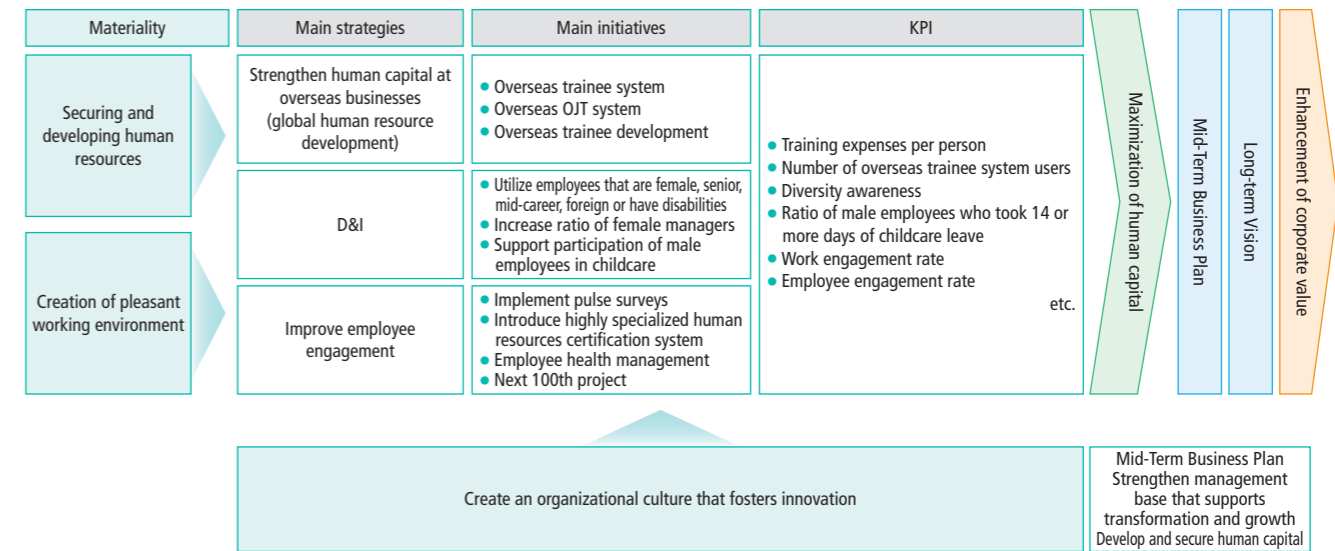 Materiality
Main strategies
Main initiatives
KPI
Securing and
developing human
resources
Creation of pleasant
working environment
Strengthen human capital at
overseas businesses
(global human resource
development)
● Overseas trainee system
● Overseas OJT system
● Overseas trainee development
D&I
● Utilize employees that are female, senior,
mid-career, foreign or have disabilities
● Increase ratio of female managers
● Support participation of male
employees in childcare
Improve employee
engagement
● Implement pulse surveys
● Introduce highly specialized human
resources certification system
● Employee health management
● Next 100th project
● Training expenses per person
● Number of overseas trainee system users
● Diversity awareness
● Ratio of male employees who took 14 or
more days of childcare leave
● Work engagement rate
● Employee engagement rate
etc.
Maximization of human capital
Mid-Term Business Plan
Long-term Vision
Enhancement of corporate value
Create an organizational culture that fosters innovation
Mid-Term Business Plan
Strengthen management
base that supports
transformation and growth
Develop and secure human capital